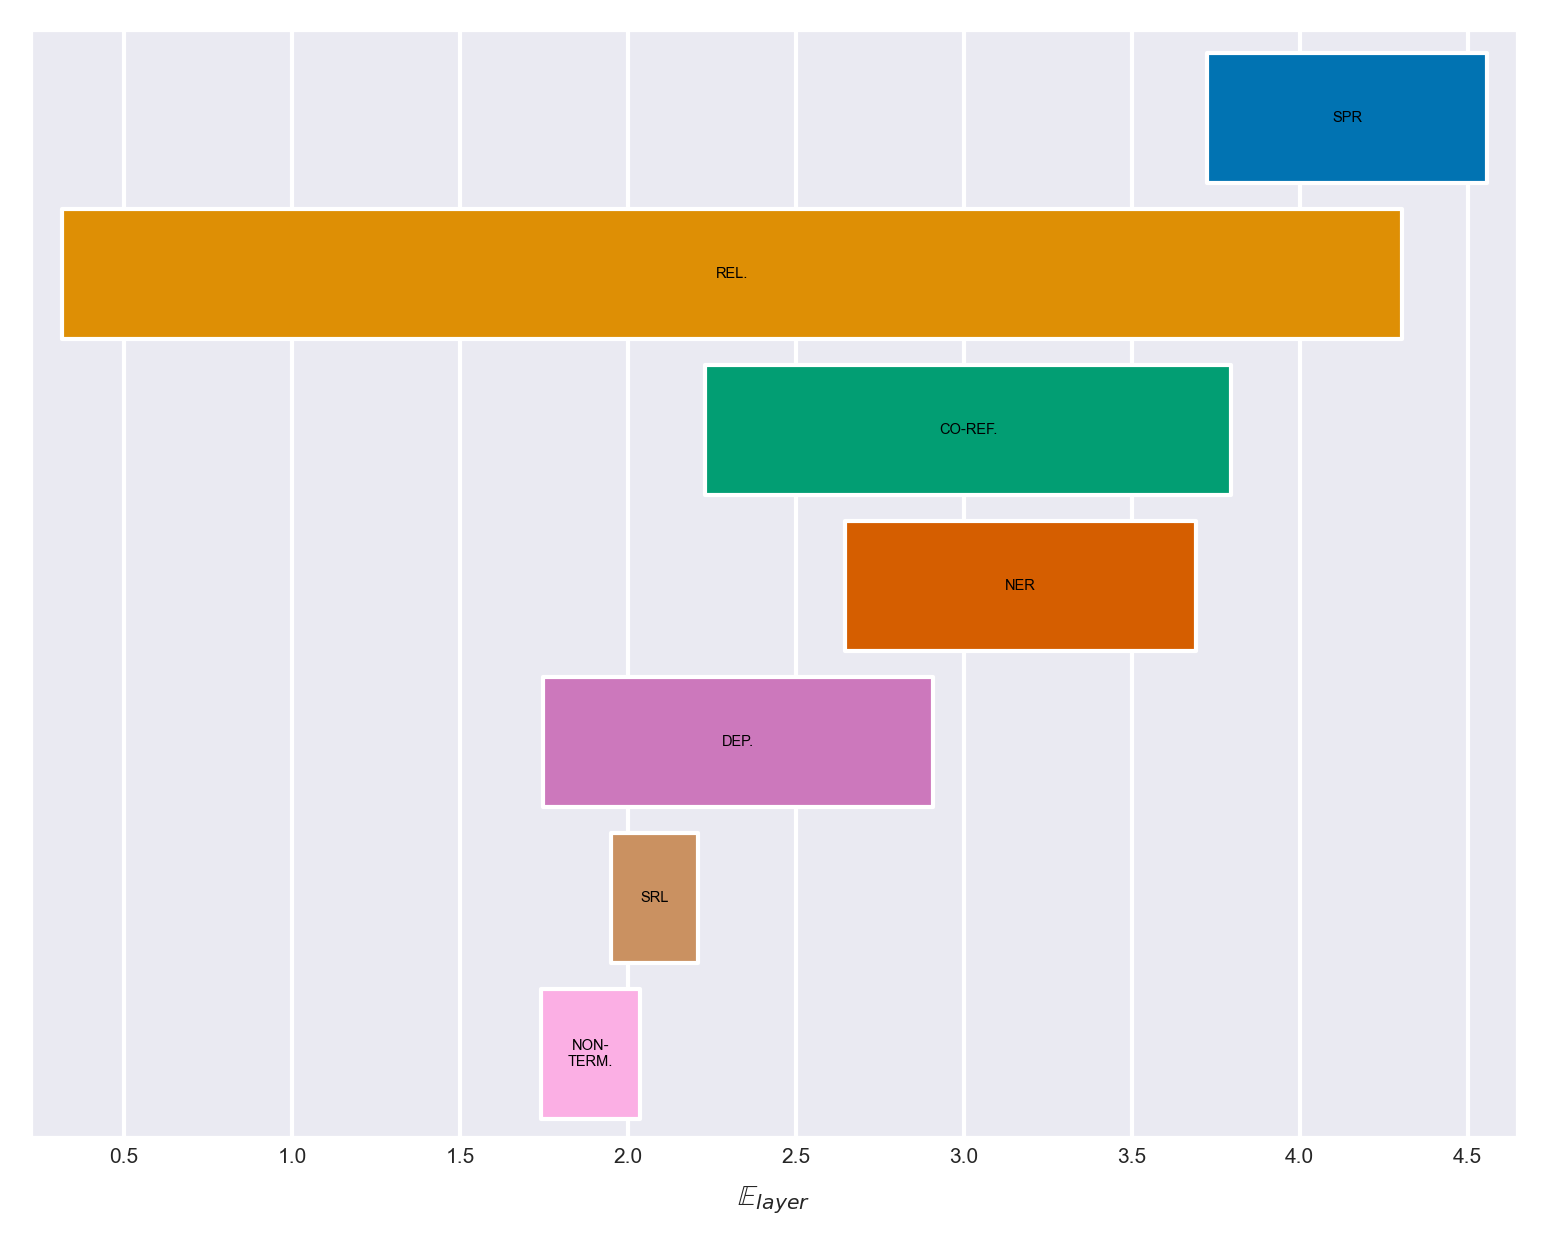 SPR
REL.
CO-REF.
NER
DEP.
SRL
NON-
TERM.
0.5 1.0 1.5 2.0 2.5 3.0 3.5 4.0 4.5
𝔼layer